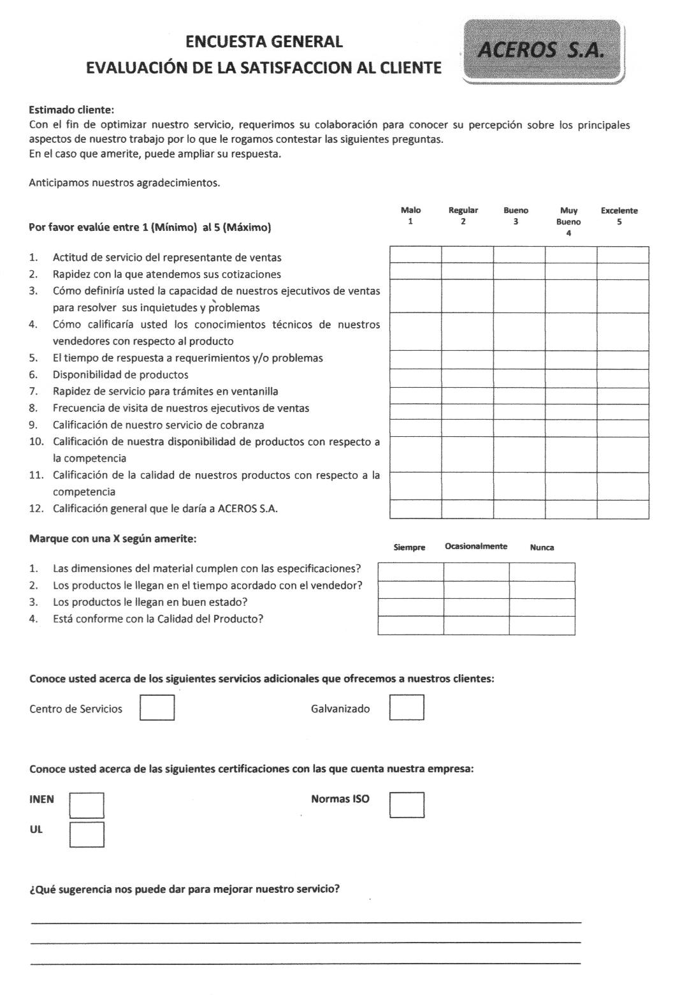 ENCUESTA GENERAL
EVALUACIÓN DE LA SATISFACCION AL CLIENTE
ACEROS S.A.
Estimado cliente:
Con el fin de optimizar nuestro servicio, requerimos su colaboración para conocer su percepción sobre los principales
aspectos de nuestro trabajo por lo que le rogamos contestar las siguientes preguntas.
En el caso que amerite, puede ampliar su respuesta.
Anticipamos nuestros agradecimientos.
Malo Regular Bueno Muy Excelente
1 2 3 Bueno 5
4
Por favor evalúe entre 1 (Mínimo) al 5 (Máximo)
1. Actitud de servicio del representante de ventas
2. Rapidez con la que atendemos sus cotizaciones
3. Cómo definiría usted la capacidad de nuestros ejecutivos de ventas
para resolver sus inquietudes y problemas
4. Cómo calificaría usted los conocimientos técnicos de nuestros
vendedores con respecto al producto
5. El tiempo de respuesta a requerimientos y/o problemas
6. Disponibilidad de productos
7. Rapidez de servicio para trámites en ventanilla
8. Frecuencia de visita de nuestros ejecutivos de ventas
9. Calificación de nuestro servicio de cobranza
10. Calificación de nuestra disponibilidad de productos con respecto a
la competencia
11. Calificación de la calidad de nuestros productos con respecto a la
competencia
12. Calificación general que le daría a ACEROS S.A.
Marque con una X según amerite:
Siempre Ocasionalmente Nunca
1. Las dimensiones del material cumplen con las especificaciones?
2. Los productos le llegan en el tiempo acordado con el vendedor?
3. Los productos le llegan en buen estado?
4. Está conforme con la Calidad del Producto?
Conoce usted acerca de los siguientes servicios adicionales que ofrecemos a nuestros clientes:
Centro de Servicios Galvanizado
Conoce usted acerca de las siguientes certificaciones con las que cuenta nuestra empresa:
INEN Normas ISO
UL
¿Qué sugerencia nos puede dar para mejorar nuestro servicio?